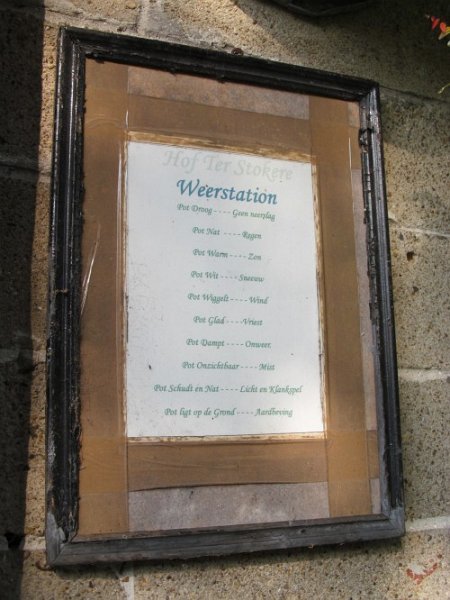 Hof Ter Stokere
Weerstation
Pot Droog - - - - Geen neerslag
Pot Nat - - - - Regen
Pot Warm - - - - Zon
Pot Wit - - - - Sneeuw
Pot Wiggelt - - - - Wind
Pot Glad - - - - Vriest
Pot Dampt - - - - Onweer.
Pot Onzichtbaar - - - - Mist
Pot Schudt en Nat - - - - Licht en Klankspel
Pot ligt op de Grond - - - - Aardbeving